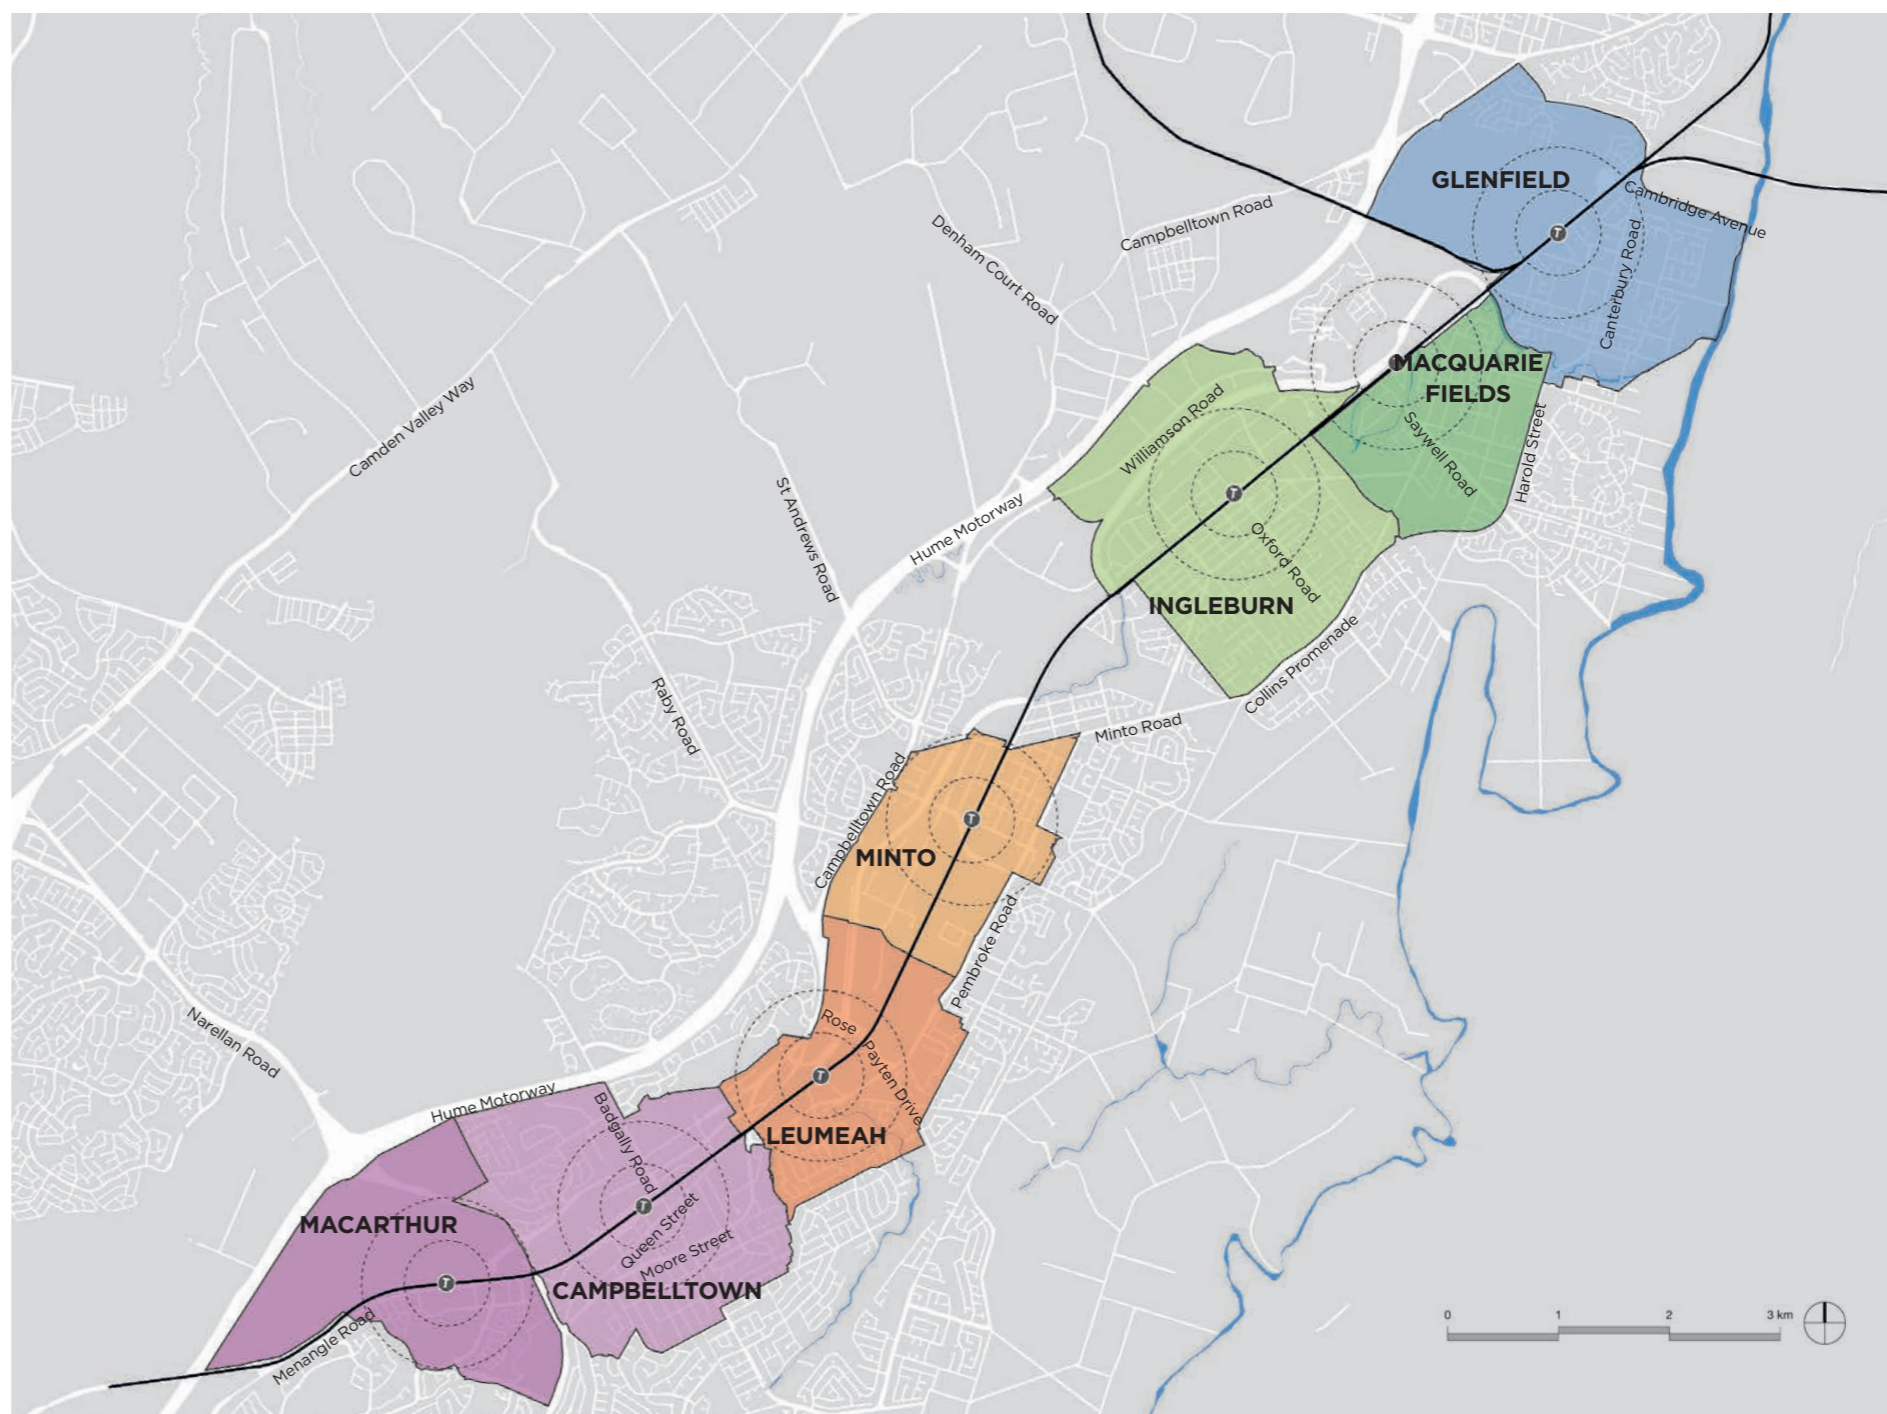 GLENFIELD
Cambridge Avenue
Campbelltown Road
Denham Court Road
Canterbury Road
MACQUARIE
FIELDS
Williamson Road
Saywell Road
Harold Street
Camden Valley Way
St Andrews Road
Hume Motorway
Oxford Road
INGLEBURN
Collins Promenade
Raby Road
Minto Road
Campbelltown Road
MINTO
Pembroke Road
Narellan Road
Rose
Payten Drive
Hume Motorway
Badgally Road
LEUMEAH
MACARTHUR
Queen Street
Moore Street
CAMPBELLTOWN
Menangle Road
0 1 2 3 km
T
T
T
T
T
T
T